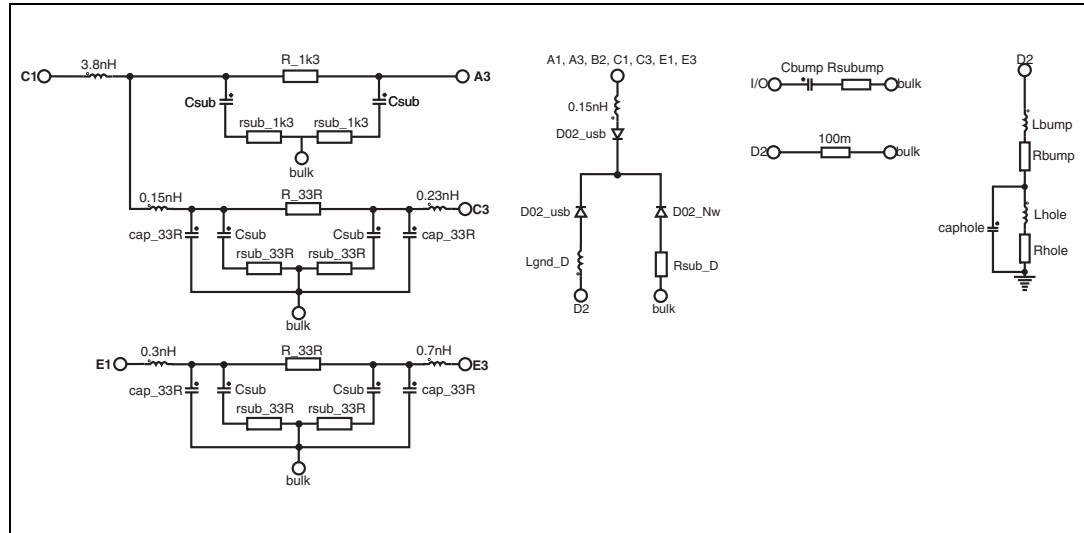 C1
3.8nH
R_1k3
A3
Csub
Csub
rsub_1k3
rsub_1k3
bulk
0.15nH
R_33R
0.23nH
C3
cap_33R
Csub
Csub
cap_33R
rsub_33R
rsub_33R
bulk
E1
0.3nH
R_33R
0.7nH
E3
cap_33R
Csub
Csub
cap_33R
rsub_33R
rsub_33R
bulk
A1, A3, B2, C1, C3, E1, E3
0.15nH
D02_usb
D02_usb
D02_Nw
Lgnd_D
Rsub_D
D2
bulk
Cbump Rsubump
I/O
bulk
100m
D2
bulk
D2
Lbump
Rbump
Lhole
caphole
Rhole